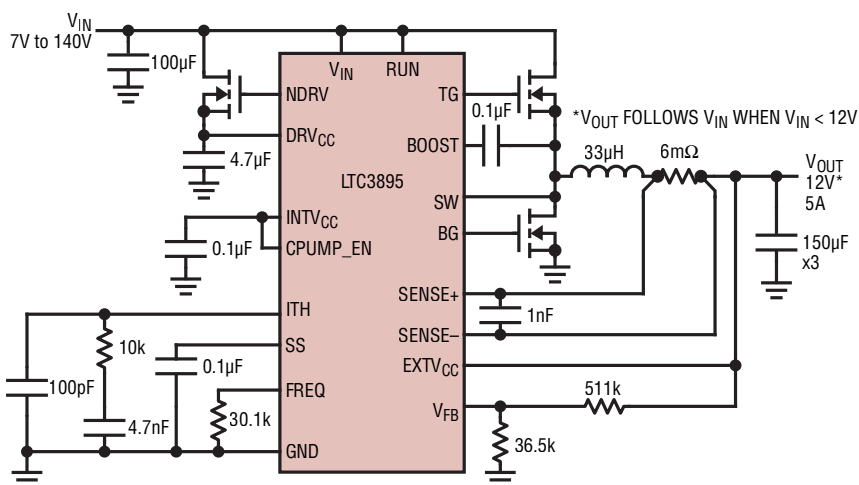 VIN
7V to 140V
100µF
VIN
RUN
NDRV
TG
0.1µF
*VOUT FOLLOWS VIN WHEN VIN < 12V
DRVCC
BOOST
4.7µF
33µH
6mΩ
VOUT
12V*
5A
LTC3895
SW
INTVCC
BG
0.1µF
CPUMP_EN
150µF
x3
SENSE+
1nF
ITH
SENSE–
10k
SS
0.1µF
EXTVCC
100pF
FREQ
511k
4.7nF
30.1k
VFB
36.5k
GND